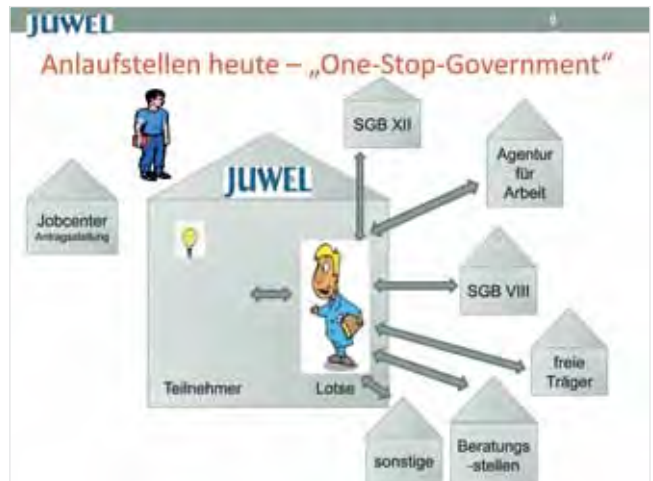 JUWEL
6
Anlaufstellen heute – „One-Stop-Government“
SGB XII
Agentur
für
Arbeit
JUWEL
Jobcenter
Antragsstellung
SGB VIII
freie
Träger
Teilnehmer
Lotse
sonstige
Beratungs
-stellen